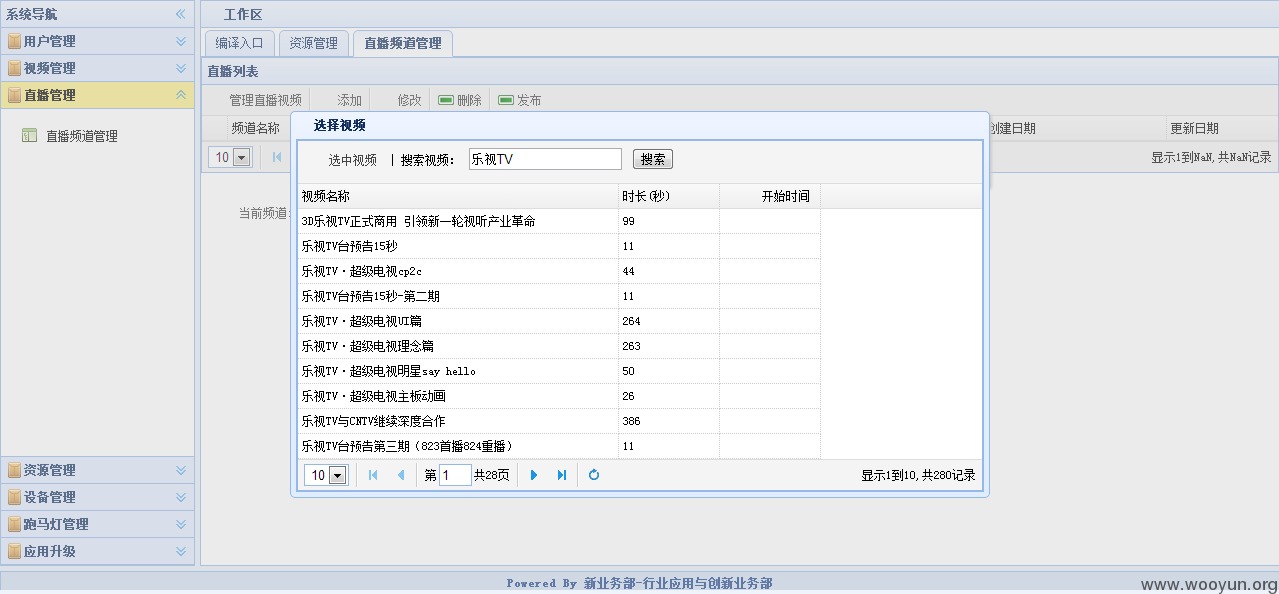 系统导航
用户管理
视频管理
直播管理
直播频道管理
资源管理
设备管理
跑马灯管理
应用升级
工作区
编译入口 资源管理 直播频道管理
直播列表
管理直播视频 添加 修改 删除 发布
频道名称 创建日期 更新日期
10 显示1到NaN,共NaN记录
当前频道:
选择视频
选中视频 | 搜索视频: 乐视TV 搜索
视频名称 时长(秒) 开始时间
3D乐视TV正式商用 引领新一轮视听产业革命 99
乐视TV台预告15秒 11
乐视TV·超级电视cp2c 44
乐视TV台预告15秒-第二期 11
乐视TV·超级电视UI篇 264
乐视TV·超级电视理念篇 263
乐视TV·超级电视明星say hello 50
乐视TV·超级电视主板动画 26
乐视TV与CNTV继续深度合作 386
乐视TV台预告第三期(823首播824重播) 11
10 第 1 共28页 显示1到10,共280记录
Powered By 新业务部-行业应用与创新业务部
www.wooyun.org